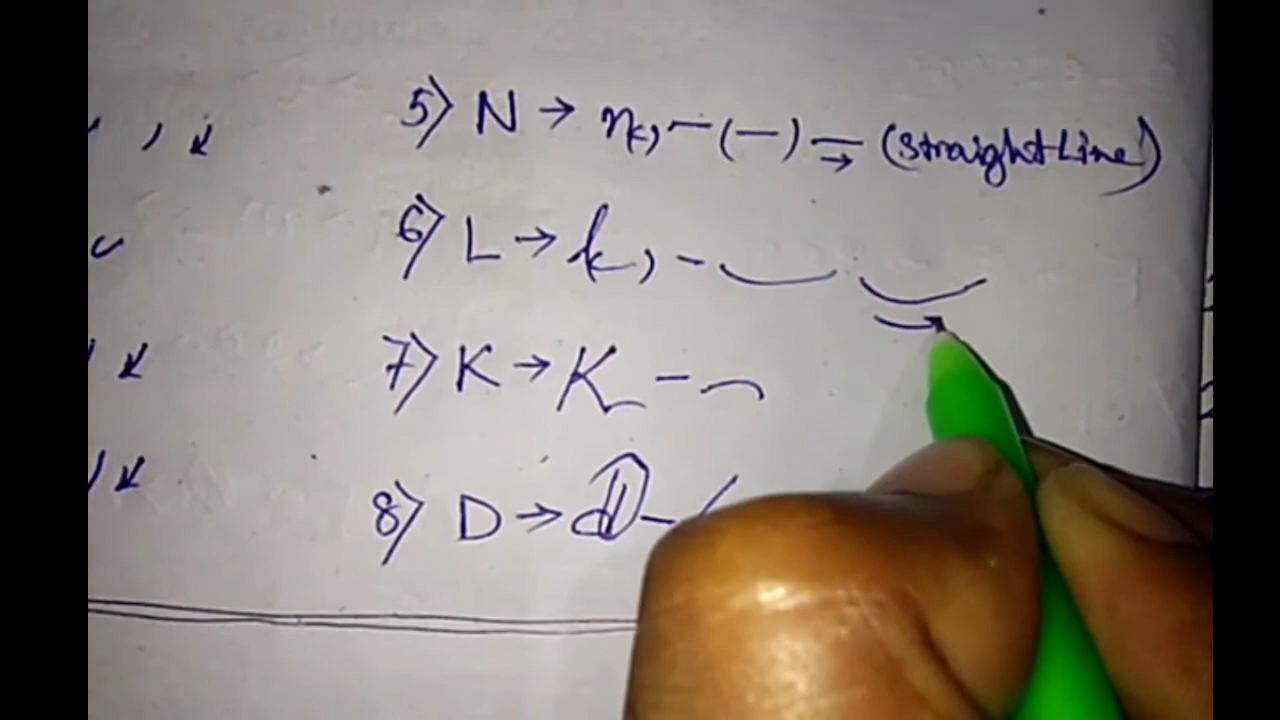 5) N → n, - (—) = (Straight Line)
6) L → l, -
7) K → K -
8) D → d -